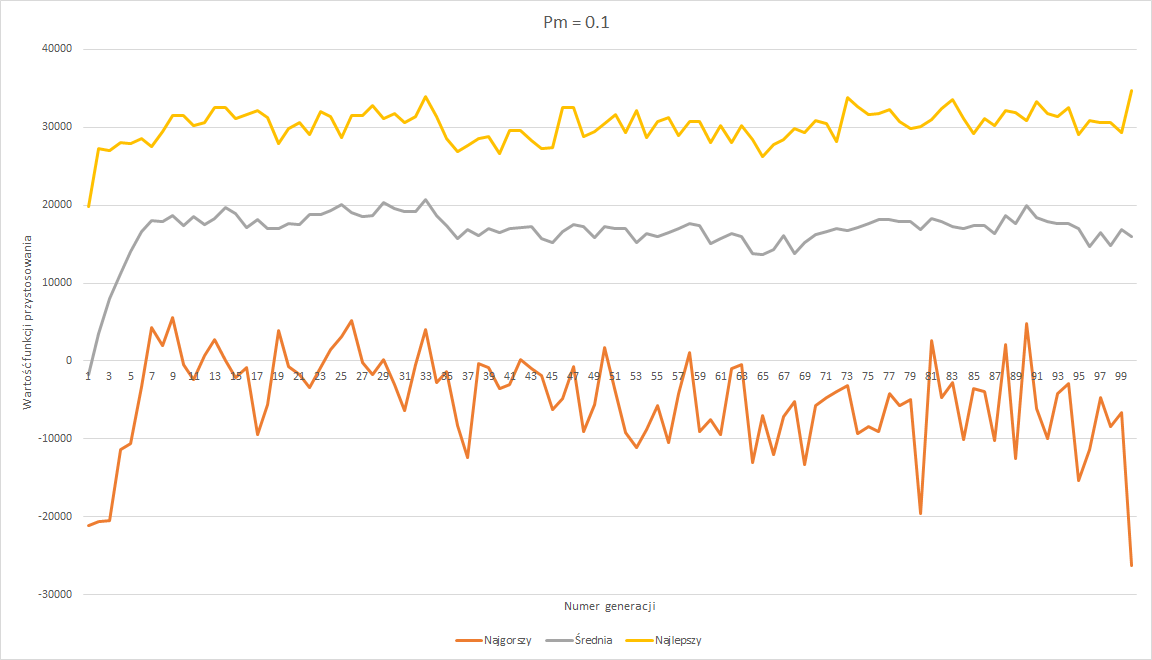 Pm = 0.1
40000
30000
20000
10000
0
-10000
-20000
-30000
Wartość funkcji przystosowania
1 3 5 7 9 11 13 15 17 19 21 23 25 27 29 31 33 35 37 39 41 43 45 47 49 51 53 55 57 59 61 63 65 67 69 71 73 75 77 79 81 83 85 87 89 91 93 95 97 99
Numer generacji
Najgorszy Średnia Najlepszy